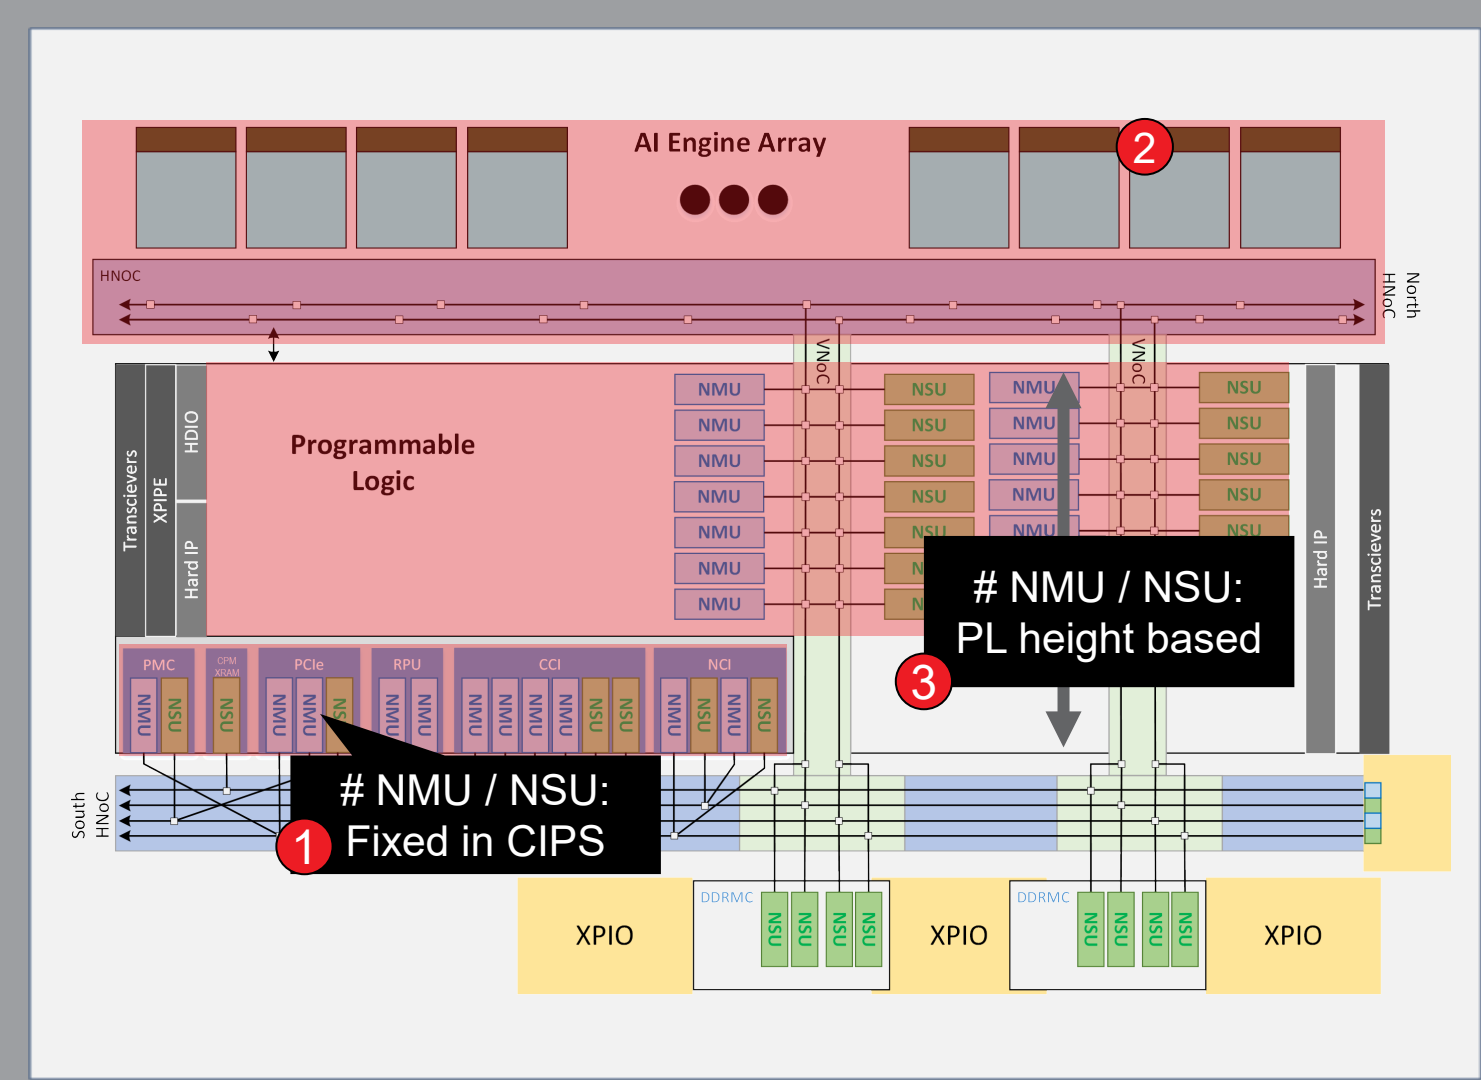 AI Engine Array
2
HNOC
North
HNoC
VNoC
VNoC
Transcievers
XPIPE
HDIO
Hard IP
Programmable
Logic
NMU
NSU
NMU
NSU
NMU
NSU
NMU
NSU
NMU
NSU
NMU
NSU
NMU
NSU
NMU
NSU
NMU
NSU
NMU
NSU
NMU
NMU
# NMU / NSU:
PL height based
3
Hard IP
Transcievers
PMC
NMU
NSU
CPM
XRAM
NSU
PCIe
NMU
NMU
NSU
RPU
NMU
NMU
CCI
NMU
NMU
NMU
NMU
NSU
NSU
NCI
NMU
NSU
NMU
NSU
# NMU / NSU:
Fixed in CIPS
1
South
HNoC
XPIO
DDRMC
NSU
NSU
NSU
NSU
XPIO
DDRMC
NSU
NSU
NSU
NSU
XPIO